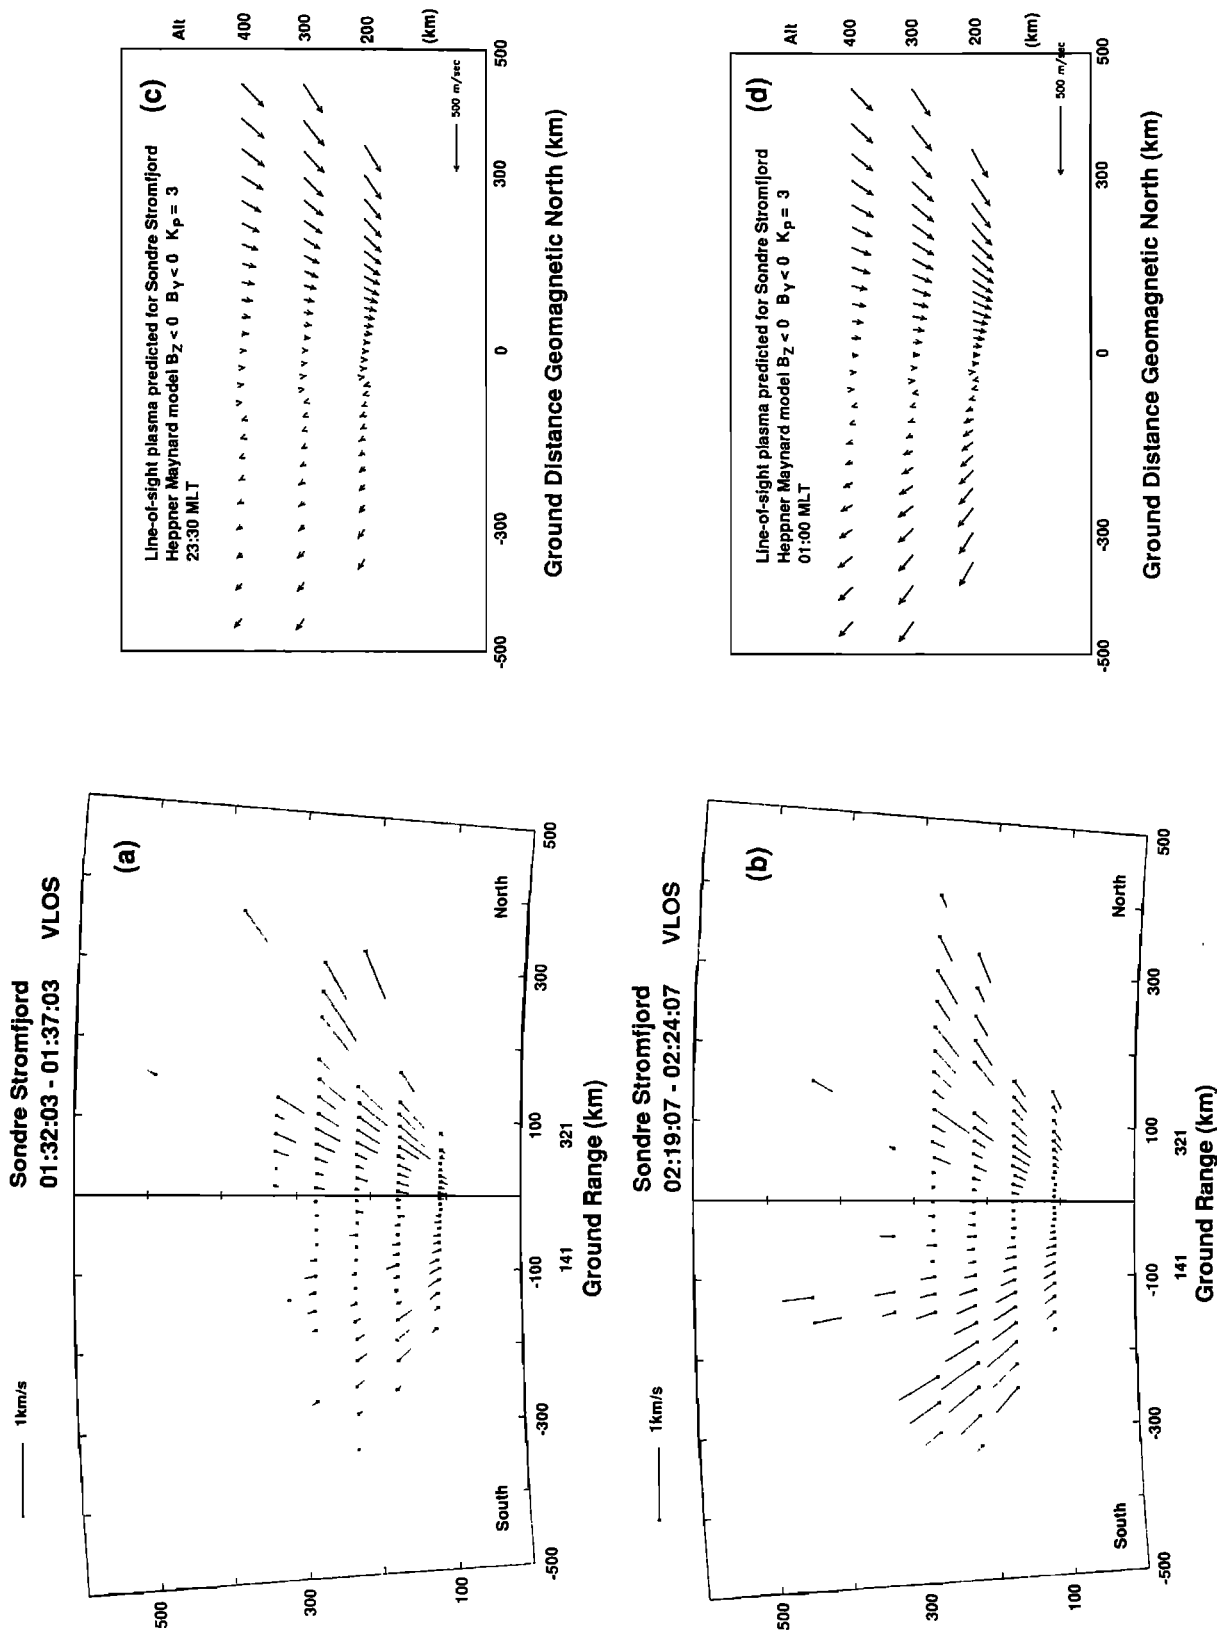 Sondre Stromfjord
01:32:03 - 01:37:03 VLOS
1km/s
(a)
500
300
100
South
North
-500
-300
-100
100
300
500
141
321
Ground Range (km)
Sondre Stromfjord
02:19:07 - 02:24:07 VLOS
1km/s
(b)
500
300
100
South
North
-500
-300
-100
100
300
500
141
321
Ground Range (km)
Line-of-sight plasma predicted for Sondre Stromfjord
Heppner Maynard model BZ < 0 BY < 0 KP = 3
23:30 MLT
(c)
Alt
400
300
200
(km)
500 m/sec
-500
-300
0
300
500
Ground Distance Geomagnetic North (km)
Line-of-sight plasma predicted for Sondre Stromfjord
Heppner Maynard model BZ < 0 BY < 0 KP = 3
01:00 MLT
(d)
Alt
400
300
200
(km)
500 m/sec
-500
-300
0
300
500
Ground Distance Geomagnetic North (km)